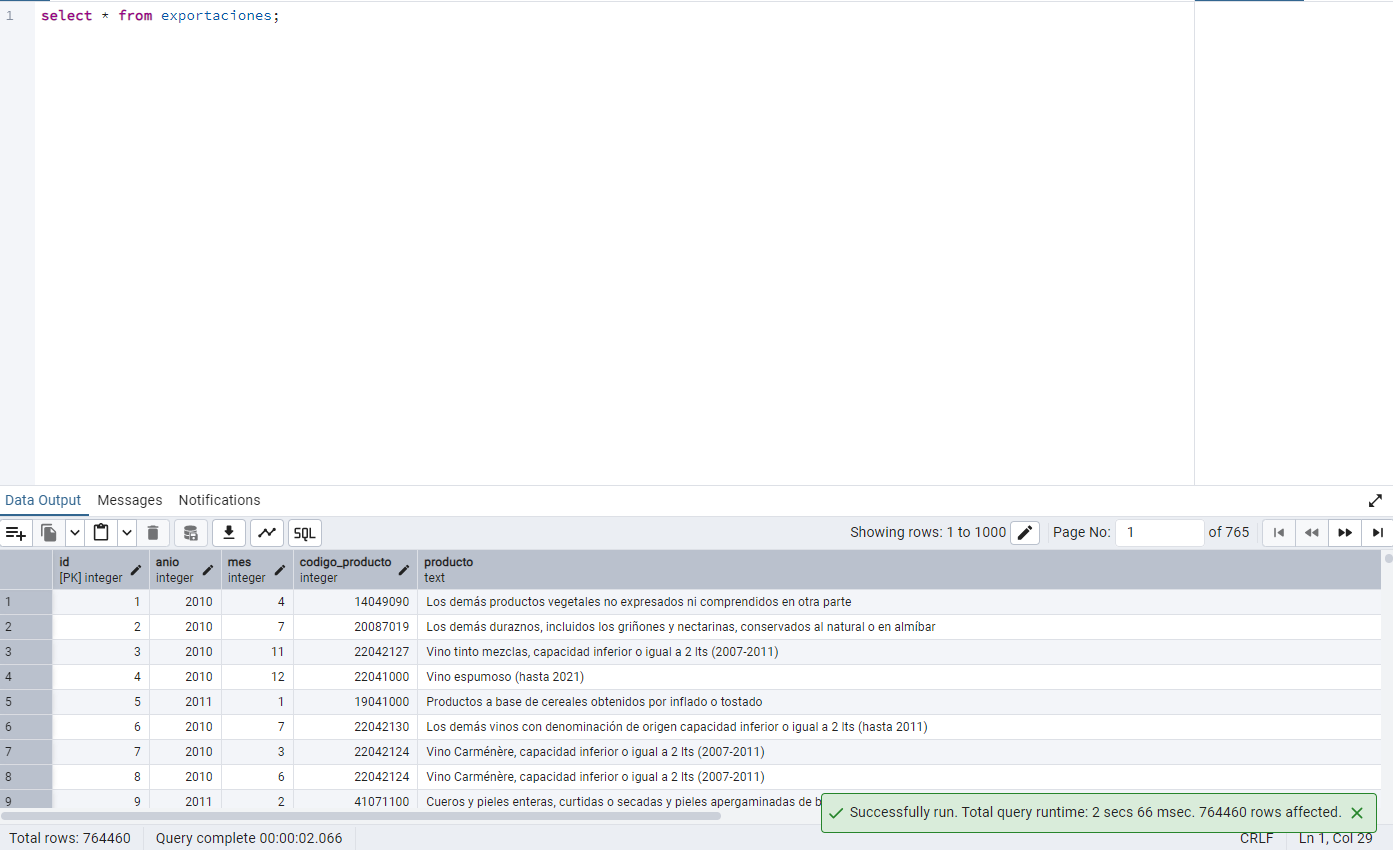 1 select * from exportaciones;
Data Output Messages Notifications
SQL Showing rows: 1 to 1000 Page No: 1 of 765
id anio mes codigo_producto producto
[PK] integer integer integer integer text
1 1 2010 4 14049090 Los demás productos vegetales no expresados ni comprendidos en otra parte
2 2 2010 7 20087019 Los demás duraznos, incluidos los griñones y nectarinas, conservados al natural o en almíbar
3 3 2010 11 22042127 Vino tinto mezclas, capacidad inferior o igual a 2 lts (2007-2011)
4 4 2010 12 22041000 Vino espumoso (hasta 2021)
5 5 2011 1 19041000 Productos a base de cereales obtenidos por inflado o tostado
6 6 2010 7 22042130 Los demás vinos con denominación de origen capacidad inferior o igual a 2 lts (hasta 2011)
7 7 2010 3 22042124 Vino Carménère, capacidad inferior o igual a 2 lts (2007-2011)
8 8 2010 6 22042124 Vino Carménère, capacidad inferior o igual a 2 lts (2007-2011)
9 9 2011 2 41071100 Cueros y pieles enteras, curtidas o secadas y pieles apergaminadas de
Successfully run. Total query runtime: 2 secs 66 msec. 764460 rows affected.
Total rows: 764460 Query complete 00:00:02.066 CRLF Ln 1, Col 29